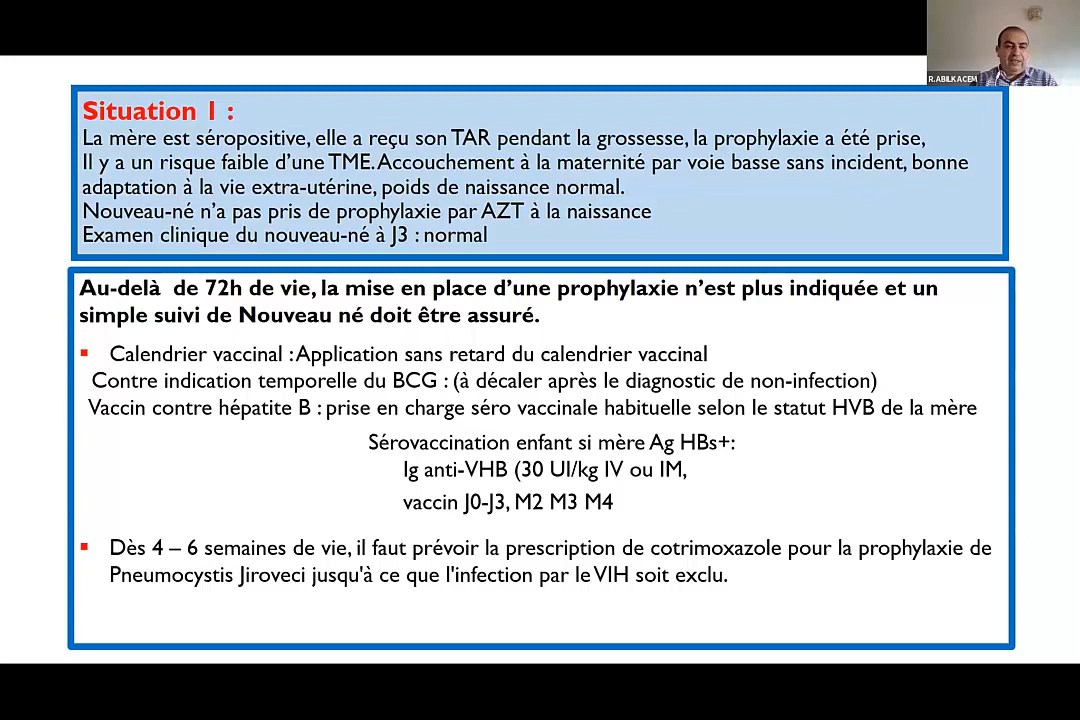 R.ABILKACEM
Situation 1 :
La mère est séropositive, elle a reçu son TAR pendant la grossesse, la prophylaxie a été prise,
Il y a un risque faible d'une TME. Accouchement à la maternité par voie basse sans incident, bonne
adaptation à la vie extra-utérine, poids de naissance normal.
Nouveau-né n'a pas pris de prophylaxie par AZT à la naissance
Examen clinique du nouveau-né à J3 : normal
Au-delà de 72h de vie, la mise en place d'une prophylaxie n'est plus indiquée et un
simple suivi de Nouveau né doit être assuré.
▪ Calendrier vaccinal : Application sans retard du calendrier vaccinal
Contre indication temporelle du BCG : (à décaler après le diagnostic de non-infection)
Vaccin contre hépatite B : prise en charge séro vaccinale habituelle selon le statut HVB de la mère
Sérovaccination enfant si mère Ag HBs+:
Ig anti-VHB (30 UI/kg IV ou IM,
vaccin J0-J3, M2 M3 M4
▪ Dès 4 – 6 semaines de vie, il faut prévoir la prescription de cotrimoxazole pour la prophylaxie de
Pneumocystis Jiroveci jusqu'à ce que l'infection par le VIH soit exclu.